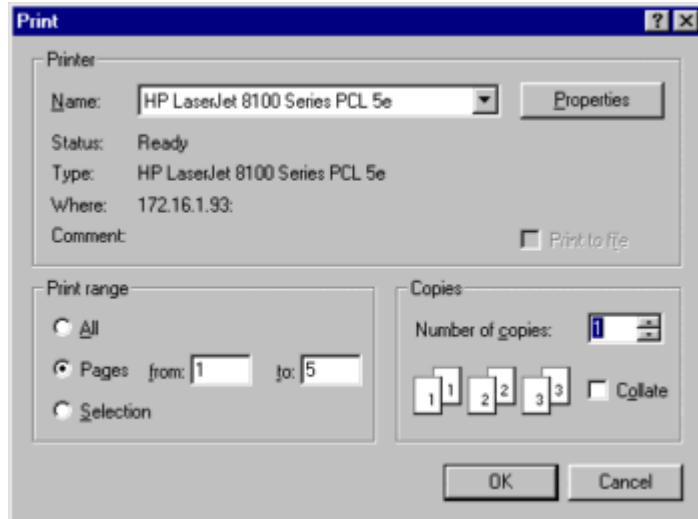 Print
Printer
Name: HP LaserJet 8100 Series PCL 5e Properties
Status: Ready
Type: HP LaserJet 8100 Series PCL 5e
Where: 172.16.1.93:
Comment:
Print to file
Print range
All
Pages from: 1 to: 5
Selection
Copies
Number of copies: 1
1 1 2 2 3 3 Collate
OK Cancel